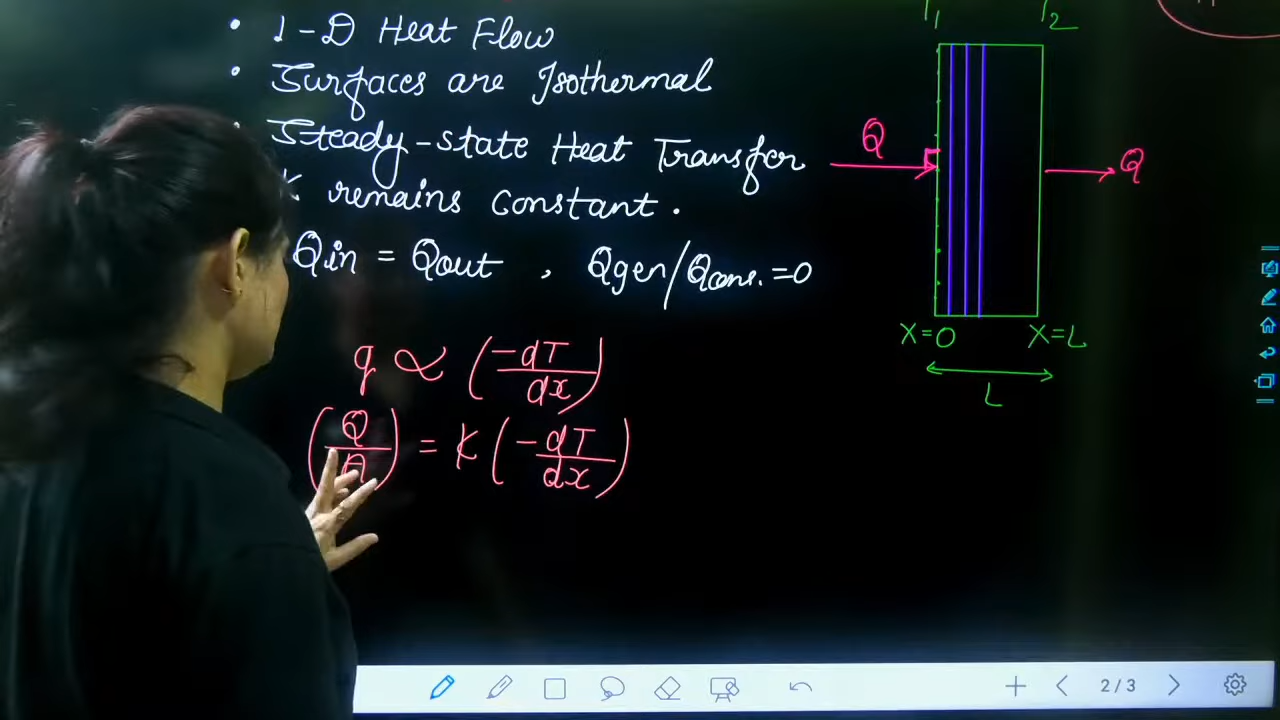 • 1-D Heat Flow
• Surfaces are Isothermal
• Steady-state Heat Transfer
K remains constant.
Qin = Qout , Qgen/Qcons. = 0
q ∝ (-dT/dx)
(Q/A) = K (-dT/dx)
T1 T2
Q
Q
X=0 X=L
L
2/3